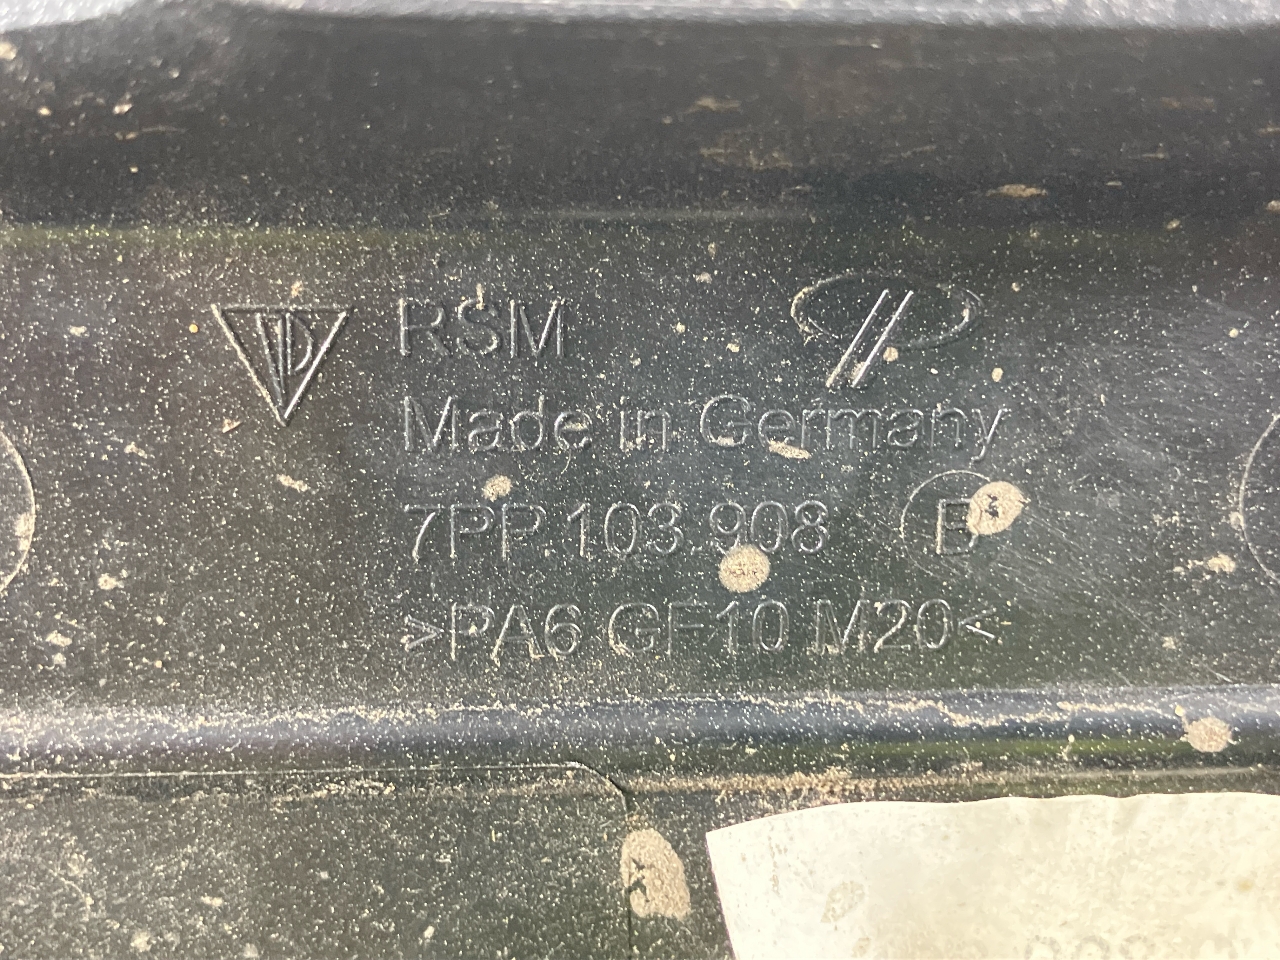 RSM
Made in Germany
7PP.103.908 B
>PA6 GF10 M20<